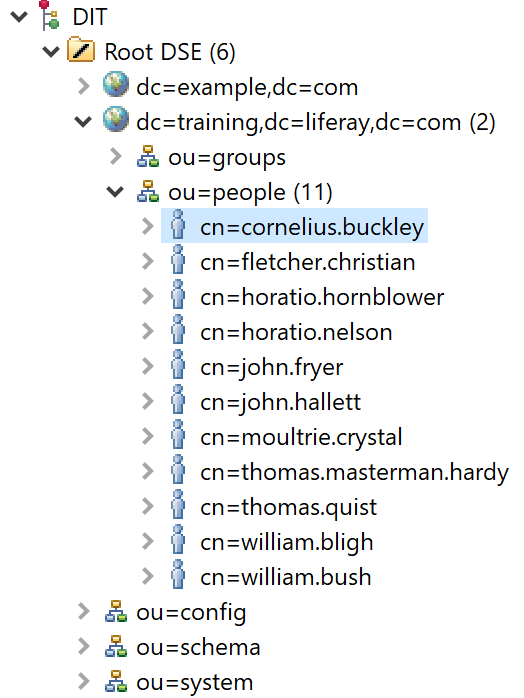 DIT
Root DSE (6)
dc=example,dc=com
dc=training,dc=liferay,dc=com (2)
ou=groups
ou=people (11)
cn=cornelius.buckley
cn=fletcher.christian
cn=horatio.hornblower
cn=horatio.nelson
cn=john.fryer
cn=john.hallett
cn=moultrie.crystal
cn=thomas.masterman.hardy
cn=thomas.quist
cn=william.bligh
cn=william.bush
ou=config
ou=schema
ou=system